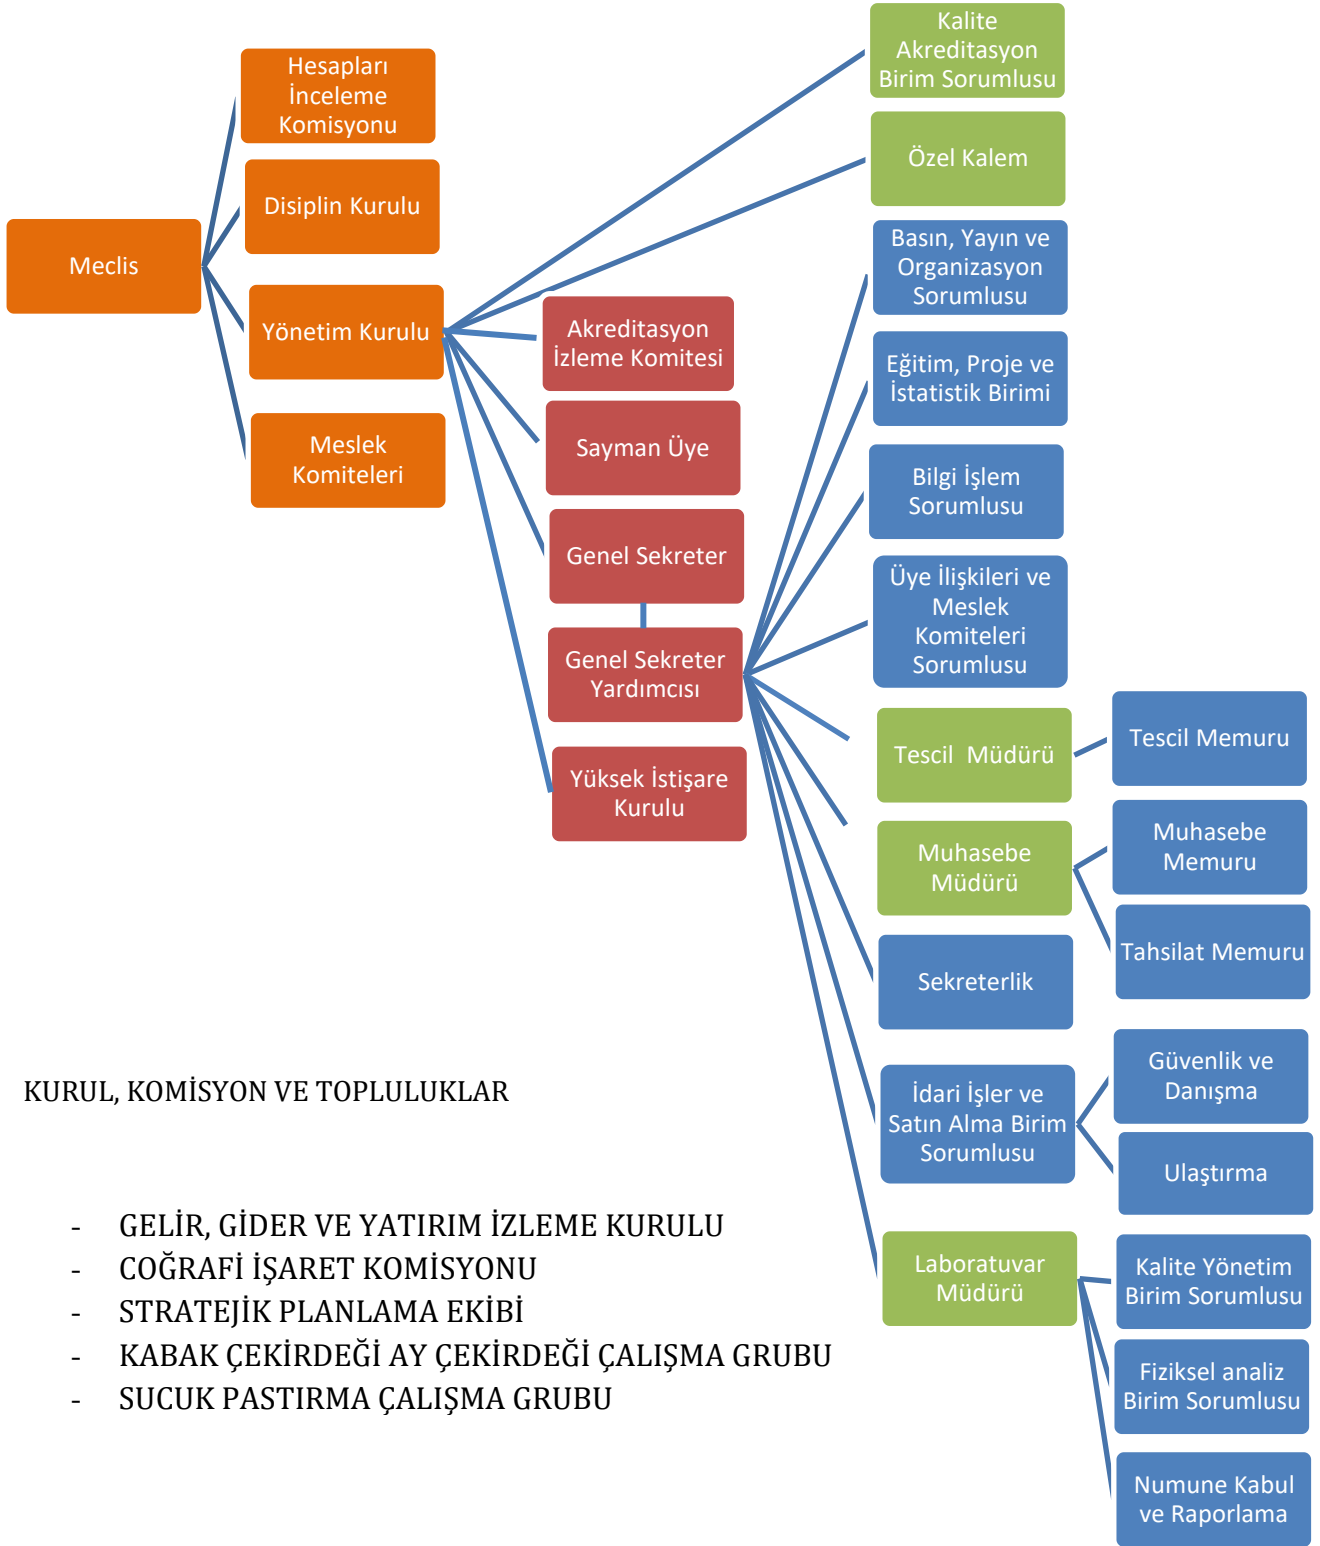 Meclis
Hesapları
İnceleme
Komisyonu
Disiplin Kurulu
Yönetim Kurulu
Meslek
Komiteleri
Akreditasyon
İzleme Komitesi
Sayman Üye
Genel Sekreter
Genel Sekreter
Yardımcısı
Yüksek İstişare
Kurulu
Kalite
Akreditasyon
Birim Sorumlusu
Özel Kalem
Basın, Yayın ve
Organizasyon
Sorumlusu
Eğitim, Proje ve
İstatistik Birimi
Bilgi İşlem
Sorumlusu
Üye İlişkileri ve
Meslek
Komiteleri
Sorumlusu
Tescil  Müdürü
Muhasebe
Müdürü
Sekreterlik
İdari İşler ve
Satın Alma Birim
Sorumlusu
Laboratuvar
Müdürü
Tescil Memuru
Muhasebe
Memuru
Tahsilat Memuru
Güvenlik ve
Danışma
Ulaştırma
Kalite Yönetim
Birim Sorumlusu
Fiziksel analiz
Birim Sorumlusu
Numune Kabul
ve Raporlama
KURUL, KOMİSYON VE TOPLULUKLAR
- GELİR, GİDER VE YATIRIM İZLEME KURULU
- COĞRAFİ İŞARET KOMİSYONU
- STRATEJİK PLANLAMA EKİBİ
- KABAK ÇEKİRDEĞİ AY ÇEKİRDEĞİ ÇALIŞMA GRUBU
- SUCUK PASTIRMA ÇALIŞMA GRUBU